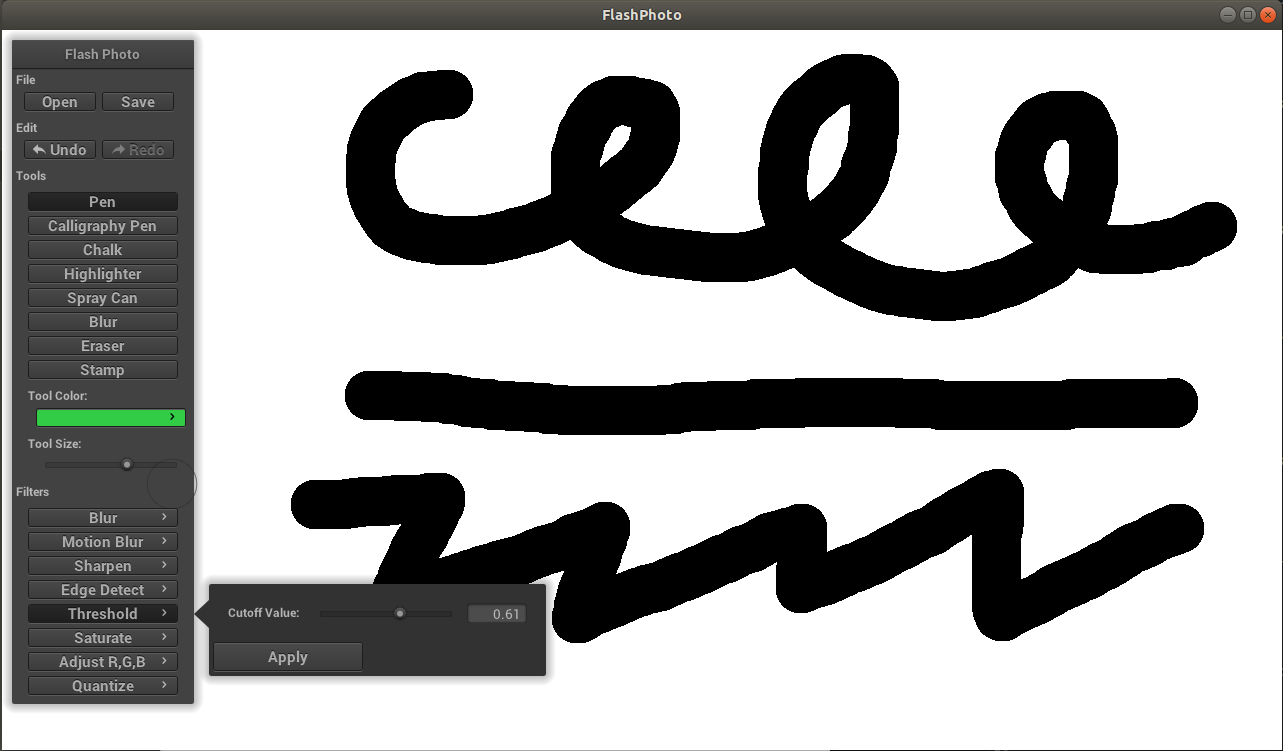 FlashPhoto
Flash Photo
File
Open Save
Edit
Undo Redo
Tools
Pen
Calligraphy Pen
Chalk
Highlighter
Spray Can
Blur
Eraser
Stamp
Tool Color:
Tool Size:
Filters
Blur
Motion Blur
Sharpen
Edge Detect
Threshold
Saturate
Adjust R,G,B
Quantize
Cutoff Value: 0.61
Apply